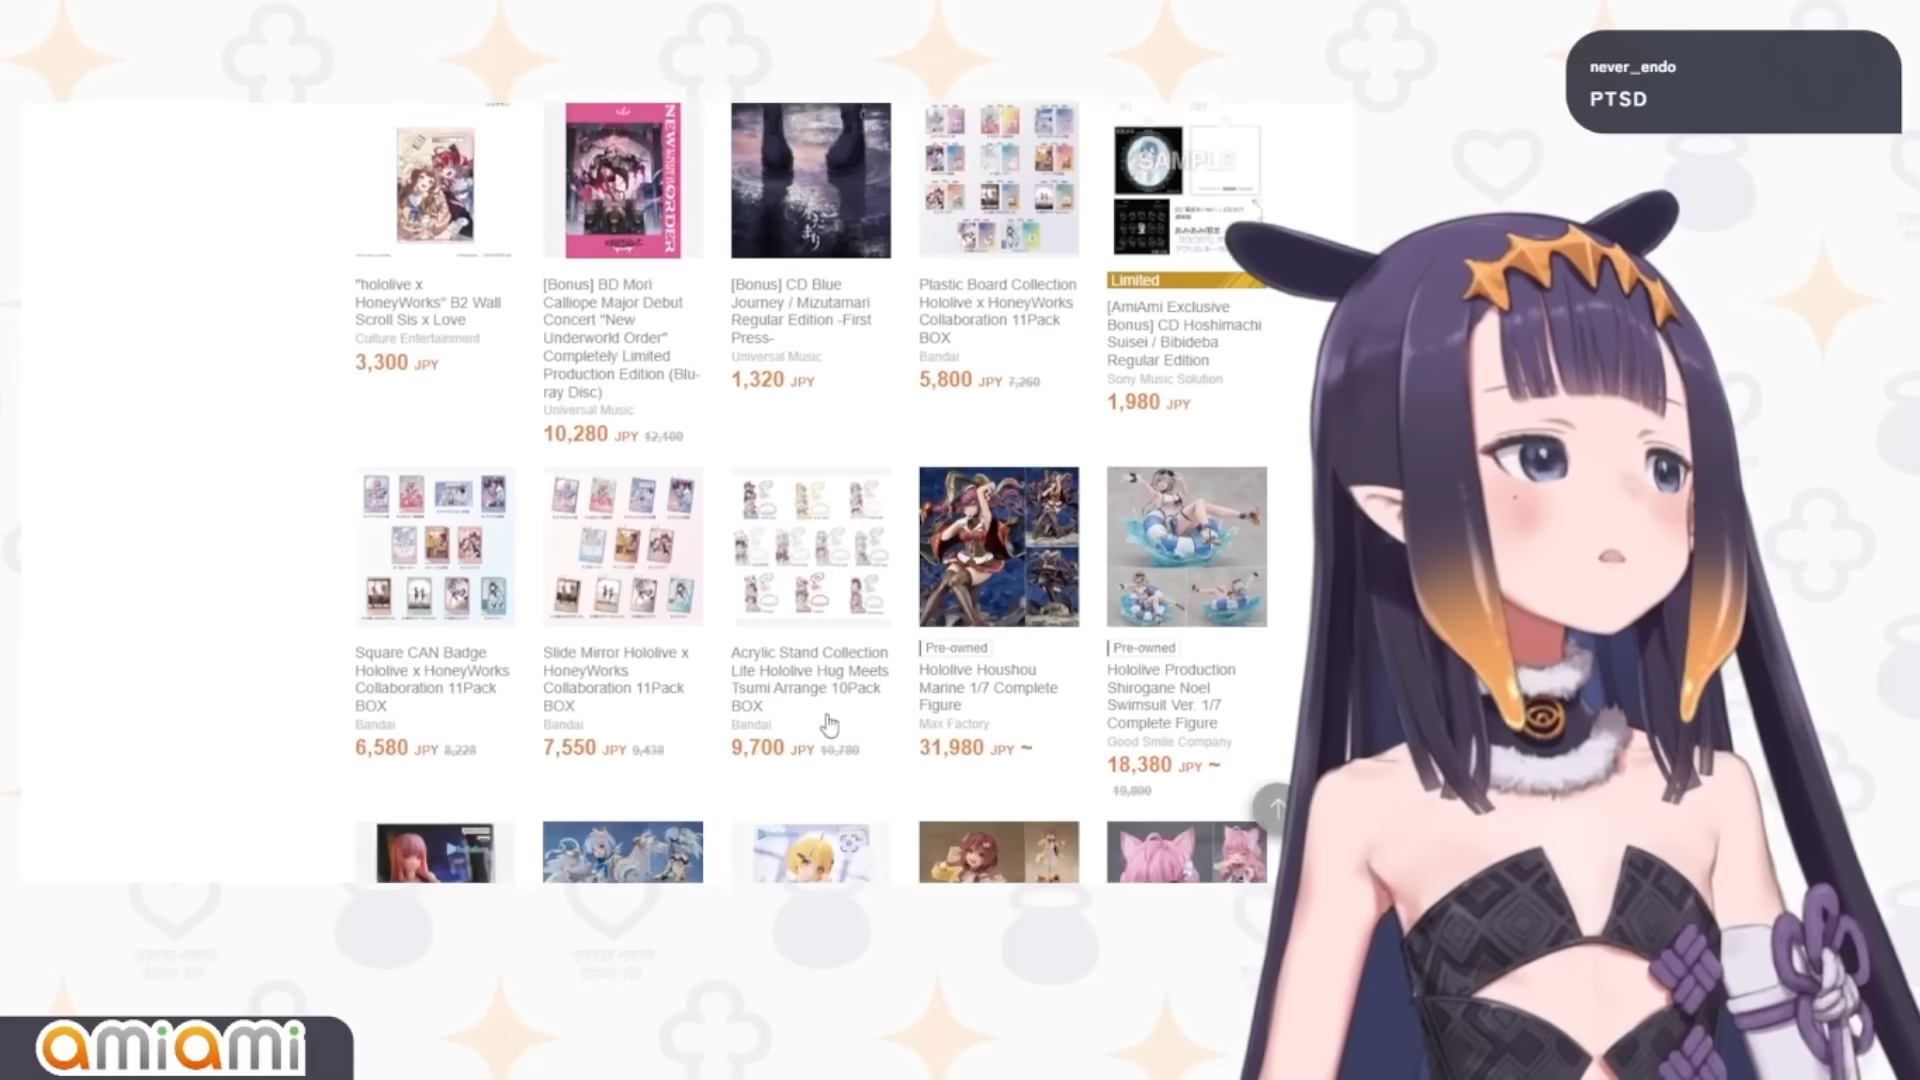 never_endo
PTSD
NEW UNDERWORLD ORDER
SAMPLE
Limited
"hololive x
HoneyWorks" B2 Wall
Scroll Sis x Love
Culture Entertainment
3,300 JPY
[Bonus] BD Mori
Calliope Major Debut
Concert "New
Underworld Order"
Completely Limited
Production Edition (Blu-
ray Disc)
Universal Music
10,280 JPY 12,100
[Bonus] CD Blue
Journey / Mizutamari
Regular Edition -First
Press-
Universal Music
1,320 JPY
Plastic Board Collection
Hololive x HoneyWorks
Collaboration 11Pack
BOX
Bandai
5,800 JPY 7,260
[AmiAmi Exclusive
Bonus] CD Hoshimachi
Suisei / Bibideba
Regular Edition
Sony Music Solution
1,980 JPY
Square CAN Badge
Hololive x HoneyWorks
Collaboration 11Pack
BOX
Bandai
6,580 JPY 8,228
Slide Mirror Hololive x
HoneyWorks
Collaboration 11Pack
BOX
Bandai
7,550 JPY 9,438
Acrylic Stand Collection
Lite Hololive Hug Meets
Tsumi Arrange 10Pack
BOX
Bandai
9,700 JPY 10,780
Pre-owned
Hololive Houshou
Marine 1/7 Complete
Figure
Max Factory
31,980 JPY ~
Pre-owned
Hololive Production
Shirogane Noel
Swimsuit Ver. 1/7
Complete Figure
Good Smile Company
18,380 JPY ~
19,800
amiami